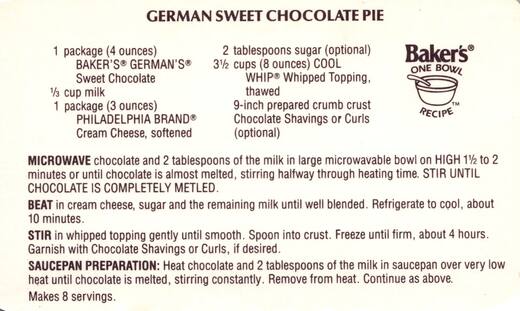 GERMAN SWEET CHOCOLATE PIE
1 package (4 ounces)
BAKER'S® GERMAN'S®
Sweet Chocolate
⅓ cup milk
1 package (3 ounces)
PHILADELPHIA BRAND®
Cream Cheese, softened
2 tablespoons sugar (optional)
3½ cups (8 ounces) COOL
WHIP® Whipped Topping,
thawed
9-inch prepared crumb crust
Chocolate Shavings or Curls
(optional)
Baker's®
ONE BOWL
RECIPE™
MICROWAVE chocolate and 2 tablespoons of the milk in large microwavable bowl on HIGH 1½ to 2
minutes or until chocolate is almost melted, stirring halfway through heating time. STIR UNTIL
CHOCOLATE IS COMPLETELY METLED.
BEAT in cream cheese, sugar and the remaining milk until well blended. Refrigerate to cool, about
10 minutes.
STIR in whipped topping gently until smooth. Spoon into crust. Freeze until firm, about 4 hours.
Garnish with Chocolate Shavings or Curls, if desired.
SAUCEPAN PREPARATION: Heat chocolate and 2 tablespoons of the milk in saucepan over very low
heat until chocolate is melted, stirring constantly. Remove from heat. Continue as above.
Makes 8 servings.